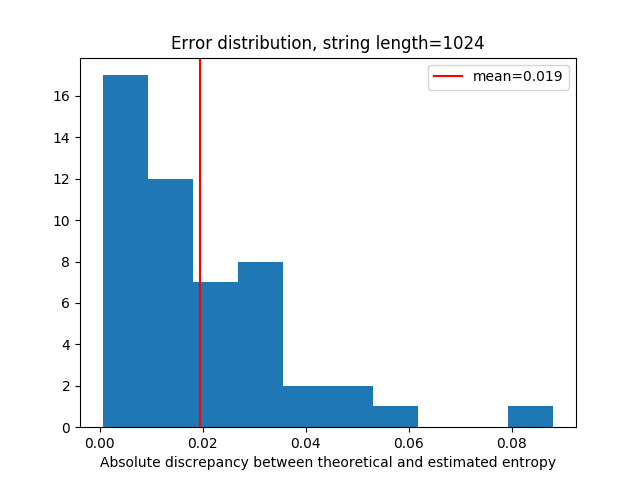 Error distribution, string length=1024
mean=0.019
16
14
12
10
8
6
4
2
0
0.00 0.02 0.04 0.06 0.08
Absolute discrepancy between theoretical and estimated entropy